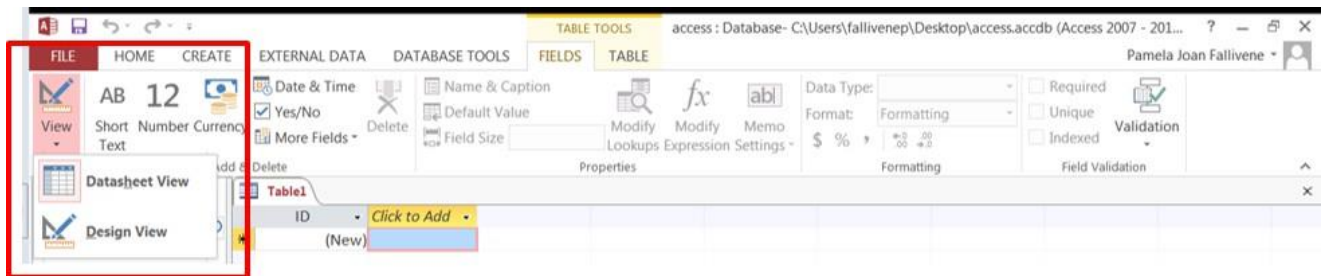 TABLE TOOLS access : Database- C:\Users\fallivenep\Desktop\access.accdb (Access 2007 - 201... ?
FILE HOME CREATE EXTERNAL DATA DATABASE TOOLS FIELDS TABLE Pamela Joan Fallivene
View
AB
Short
Text
12
Number
Currency
Date & Time
Yes/No
More Fields
Delete
Name & Caption
Default Value
Field Size
Modify
Lookups
fx
Modify
Expression
ab
Memo
Settings
Data Type:
Format: Formatting
$ % ,
Required
Unique
Indexed
Validation
Add & Delete Properties Formatting Field Validation
Datasheet View
Design View
Table1
ID Click to Add
(New)